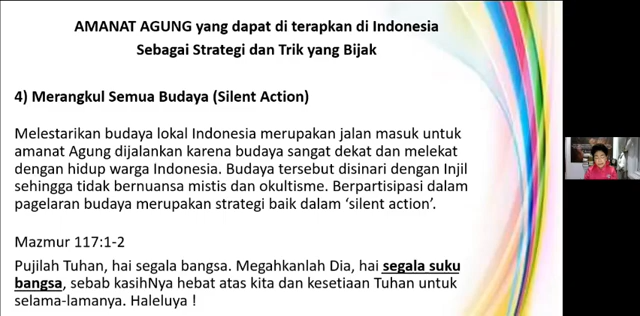 AMANAT AGUNG yang dapat di terapkan di Indonesia
Sebagai Strategi dan Trik yang Bijak
4) Merangkul Semua Budaya (Silent Action)
Melestarikan budaya lokal Indonesia merupakan jalan masuk untuk
amanat Agung dijalankan karena budaya sangat dekat dan melekat
dengan hidup warga Indonesia. Budaya tersebut disinari dengan Injil
sehingga tidak bernuansa mistis dan okultisme. Berpartisipasi dalam
pagelaran budaya merupakan strategi baik dalam ‘silent action’.
Mazmur 117:1-2
Pujilah Tuhan, hai segala bangsa. Megahkanlah Dia, hai segala suku
bangsa, sebab kasihNya hebat atas kita dan kesetiaan Tuhan untuk
selama-lamanya. Haleluya !